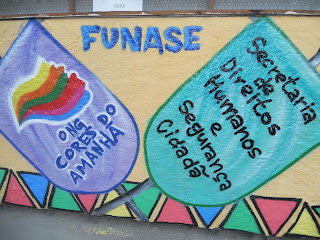 FUNASE
ONG
CORES DO
AMANHÃ
Secretaria
de
Direitos
Humanos
e
Segurança
Cidadã